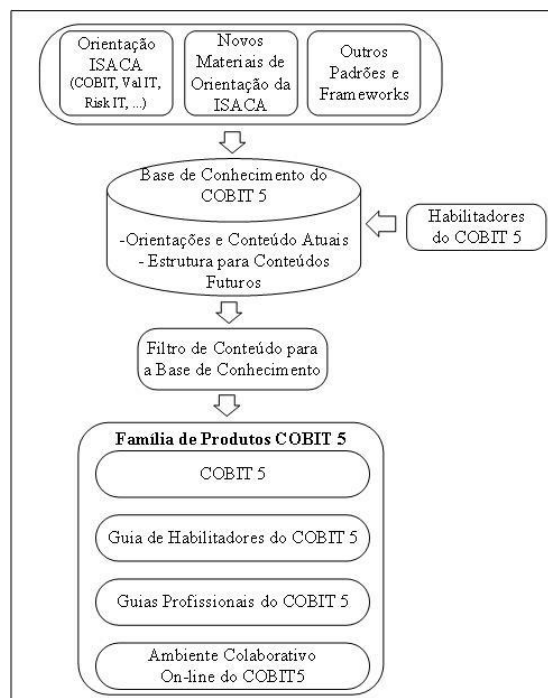 Orientação
ISACA
(COBIT, Val IT,
Risk IT, ...)
Novos
Materiais de
Orientação da
ISACA
Outros
Padrões e
Frameworks
Base de Conhecimento do
COBIT 5
-Orientações e Conteúdo Atuais
- Estrutura para Conteúdos
Futuros
Habilitadores
do COBIT 5
Filtro de Conteúdo para
a Base de Conhecimento
Família de Produtos COBIT 5
COBIT 5
Guia de Habilitadores do COBIT 5
Guias Profissionais do COBIT 5
Ambiente Colaborativo
On-line do COBIT5